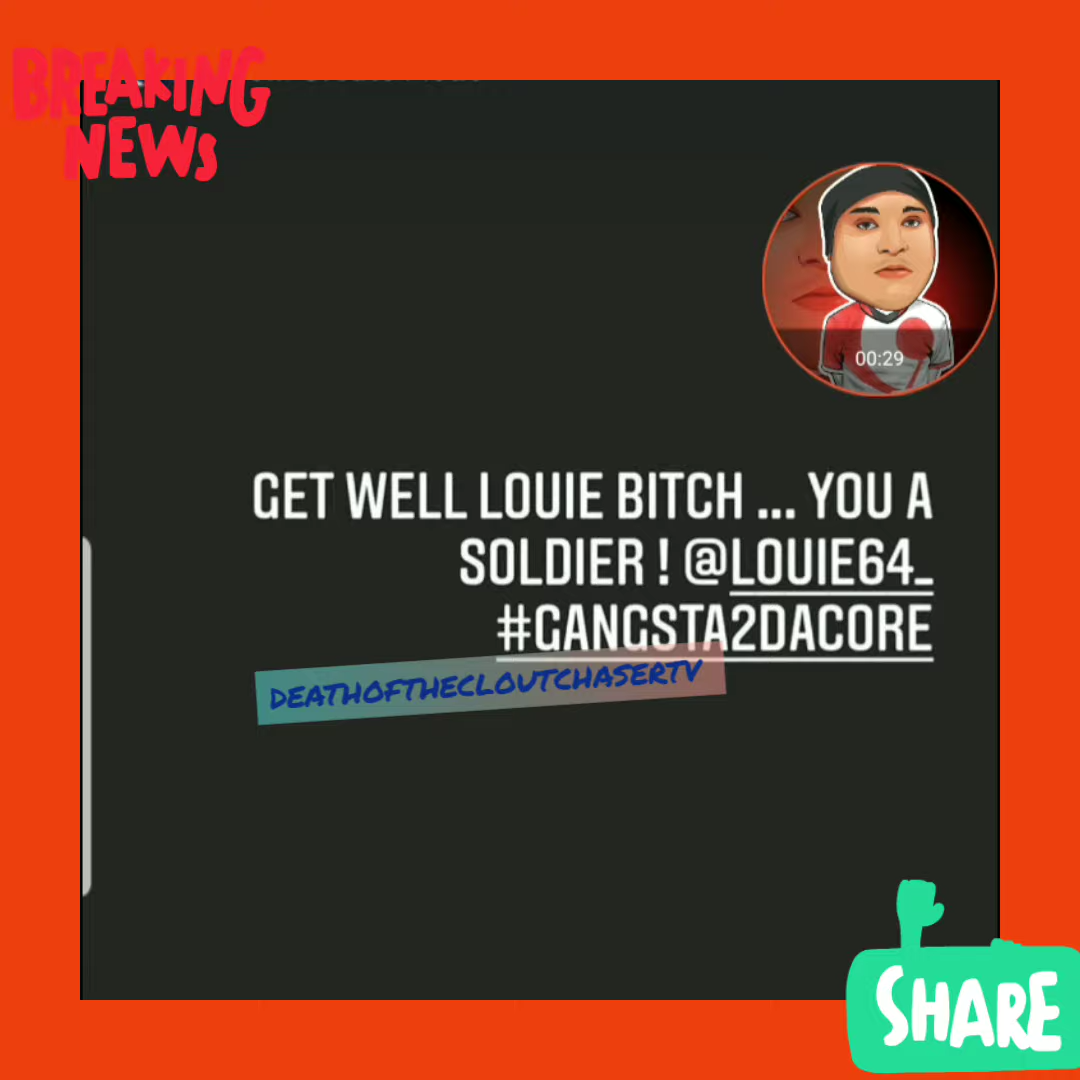 BREAKING
NEWS
00:29
GET WELL LOUIE BITCH ... YOU A
SOLDIER ! @LOUIE64_
#GANGSTA2DACORE
DEATHOFTHECLOUTCHASERTV
SHARE